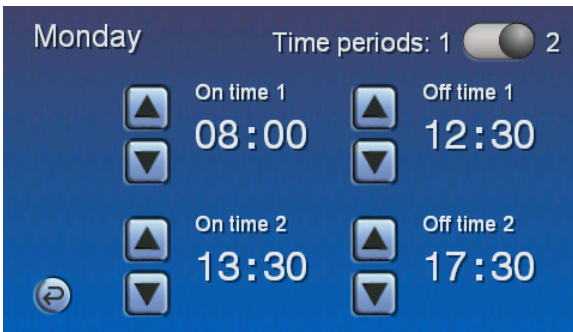 Monday
Time periods: 1 2
On time 1 Off time 1
08:00 12:30
On time 2 Off time 2
13:30 17:30